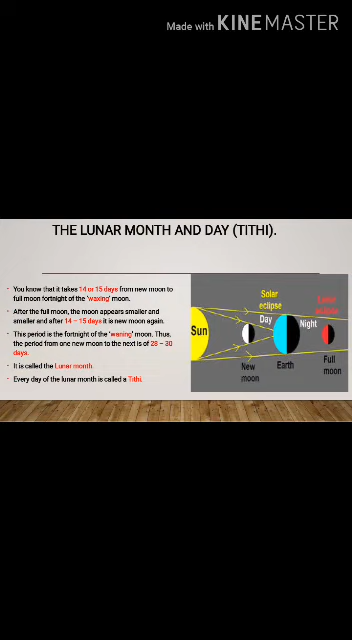 Made with KINEMASTER
THE LUNAR MONTH AND DAY (TITHI).
• You know that it takes 14 or 15 days from new moon to
full moon fortnight of the 'waxing' moon.
• After the full moon, the moon appears smaller and
smaller and after 14 – 15 days it is new moon again.
• This period is the fortnight of the 'waning' moon. Thus,
the period from one new moon to the next is of 28 – 30
days.
• It is called the Lunar month.
• Every day of the lunar month is called a Tithi.
Solar
eclipse
Lunar
eclipse
Sun
Day
Night
New
moon
Earth
Full
moon